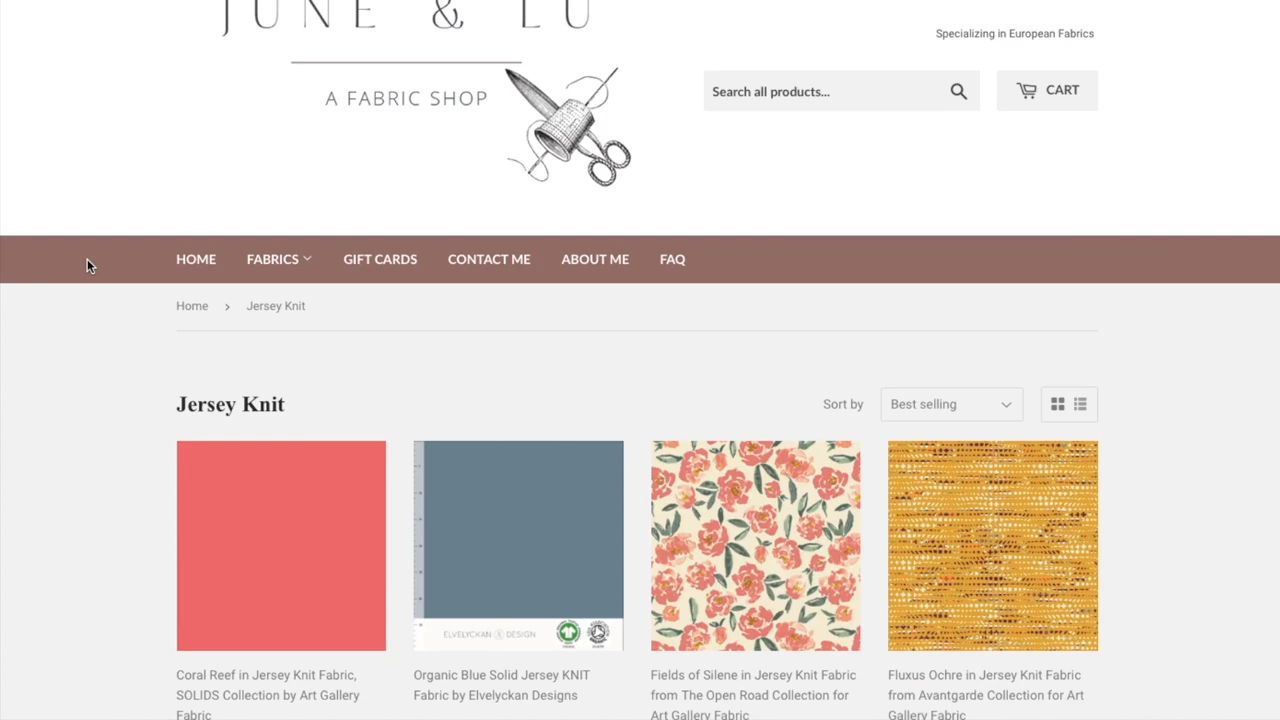 JUNE & LU
Specializing in European Fabrics
A FABRIC SHOP
Search all products...
CART
HOME
FABRICS
GIFT CARDS
CONTACT ME
ABOUT ME
FAQ
Home › Jersey Knit
Jersey Knit
Sort by
Best selling
ELVELYCKAN DESIGN
Coral Reef in Jersey Knit Fabric,
SOLIDS Collection by Art Gallery
Fabric
Organic Blue Solid Jersey KNIT
Fabric by Elvelyckan Designs
Fields of Silene in Jersey Knit Fabric
from The Open Road Collection for
Art Gallery Fabric
Fluxus Ochre in Jersey Knit Fabric
from Avantgarde Collection for Art
Gallery Fabric